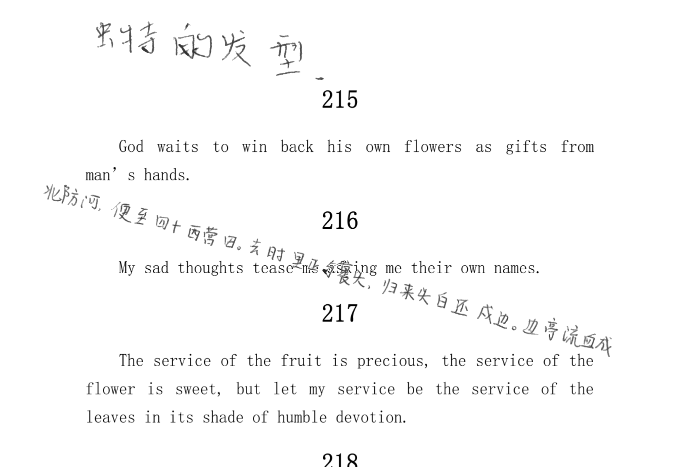 虫特的发型.
215
God waits to win back his own flowers as gifts from
man’s hands.
北防河,便至四十西营田。去时里正与裹头,归来头白还戍边。边亭流血成
216
My sad thoughts tease me asking me their own names.
217
The service of the fruit is precious, the service of the
flower is sweet, but let my service be the service of the
leaves in its shade of humble devotion.
218